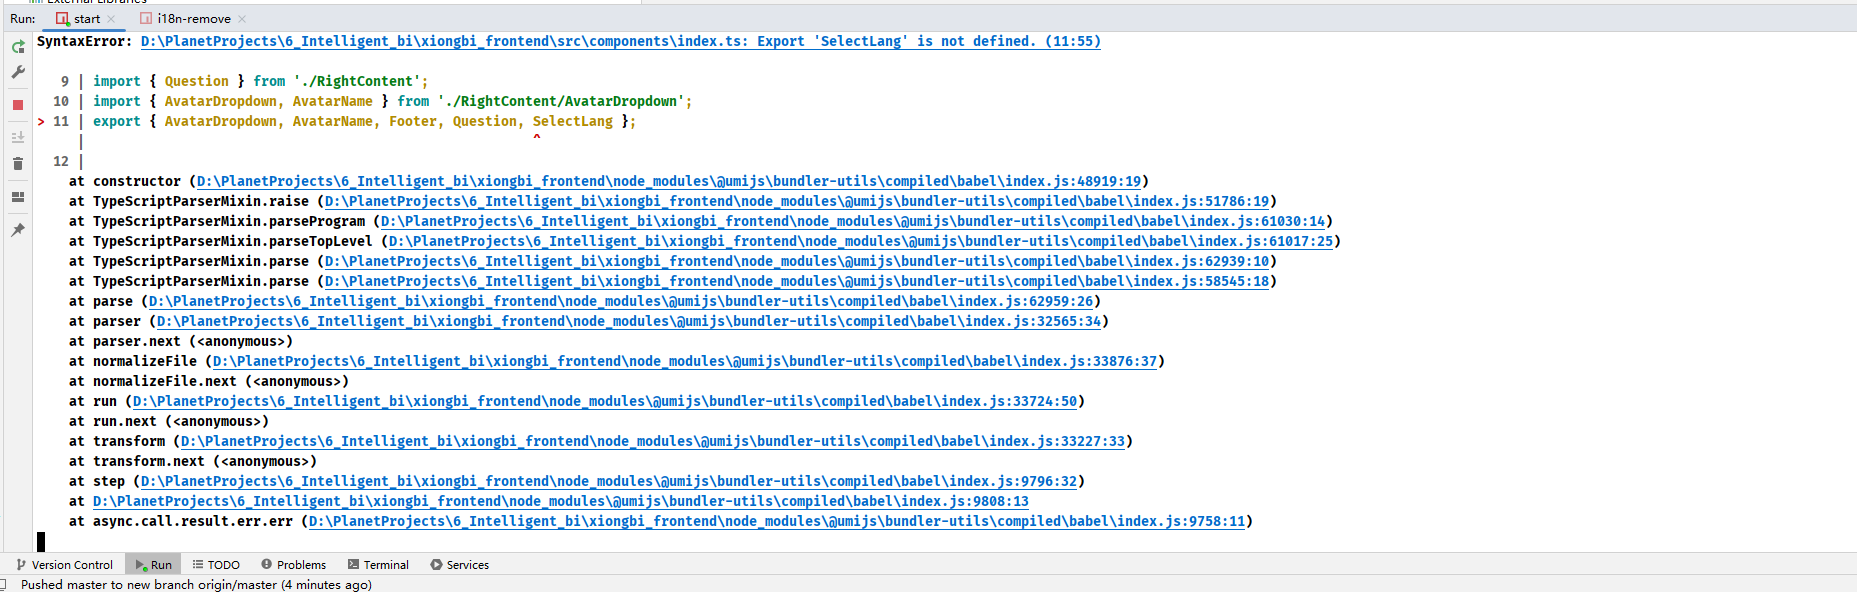 External Libraries
Run: start × i18n-remove ×
SyntaxError: D:\PlanetProjects\6_Intelligent_bi\xiongbi_frontend\src\components\index.ts: Export 'SelectLang' is not defined. (11:55)
9 | import { Question } from './RightContent';
10 | import { AvatarDropdown, AvatarName } from './RightContent/AvatarDropdown';
> 11 | export { AvatarDropdown, AvatarName, Footer, Question, SelectLang };
| ^
12 |
at constructor (D:\PlanetProjects\6_Intelligent_bi\xiongbi_frontend\node_modules\@umijs\bundler-utils\compiled\babel\index.js:48919:19)
at TypeScriptParserMixin.raise (D:\PlanetProjects\6_Intelligent_bi\xiongbi_frontend\node_modules\@umijs\bundler-utils\compiled\babel\index.js:51786:19)
at TypeScriptParserMixin.parseProgram (D:\PlanetProjects\6_Intelligent_bi\xiongbi_frontend\node_modules\@umijs\bundler-utils\compiled\babel\index.js:61030:14)
at TypeScriptParserMixin.parseTopLevel (D:\PlanetProjects\6_Intelligent_bi\xiongbi_frontend\node_modules\@umijs\bundler-utils\compiled\babel\index.js:61017:25)
at TypeScriptParserMixin.parse (D:\PlanetProjects\6_Intelligent_bi\xiongbi_frontend\node_modules\@umijs\bundler-utils\compiled\babel\index.js:62939:10)
at TypeScriptParserMixin.parse (D:\PlanetProjects\6_Intelligent_bi\xiongbi_frontend\node_modules\@umijs\bundler-utils\compiled\babel\index.js:58545:18)
at parse (D:\PlanetProjects\6_Intelligent_bi\xiongbi_frontend\node_modules\@umijs\bundler-utils\compiled\babel\index.js:62959:26)
at parser (D:\PlanetProjects\6_Intelligent_bi\xiongbi_frontend\node_modules\@umijs\bundler-utils\compiled\babel\index.js:32565:34)
at parser.next (<anonymous>)
at normalizeFile (D:\PlanetProjects\6_Intelligent_bi\xiongbi_frontend\node_modules\@umijs\bundler-utils\compiled\babel\index.js:33876:37)
at normalizeFile.next (<anonymous>)
at run (D:\PlanetProjects\6_Intelligent_bi\xiongbi_frontend\node_modules\@umijs\bundler-utils\compiled\babel\index.js:33724:50)
at run.next (<anonymous>)
at transform (D:\PlanetProjects\6_Intelligent_bi\xiongbi_frontend\node_modules\@umijs\bundler-utils\compiled\babel\index.js:33227:33)
at transform.next (<anonymous>)
at step (D:\PlanetProjects\6_Intelligent_bi\xiongbi_frontend\node_modules\@umijs\bundler-utils\compiled\babel\index.js:9796:32)
at D:\PlanetProjects\6_Intelligent_bi\xiongbi_frontend\node_modules\@umijs\bundler-utils\compiled\babel\index.js:9808:13
at async.call.result.err.err (D:\PlanetProjects\6_Intelligent_bi\xiongbi_frontend\node_modules\@umijs\bundler-utils\compiled\babel\index.js:9758:11)
Version Control Run TODO Problems Terminal Services
Pushed master to new branch origin/master (4 minutes ago)